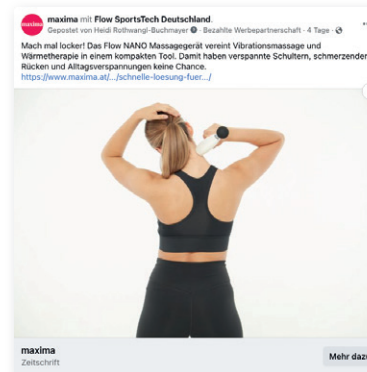 maxima mit Flow SportsTech Deutschland.
maxima
Gepostet von Heidi Rothwangl-Buchmayer · Bezahlte Werbepartnerschaft · 4 Tage ·
Mach mal locker! Das Flow NANO Massagegerät vereint Vibrationsmassage und
Wärmetherapie in einem kompakten Tool. Damit haben verspannte Schultern, schmerzender
Rücken und Alltagsverspannungen keine Chance.
https://www.maxima.at/.../schnelle-loesung-fuer.../
maxima
Zeitschrift
Mehr daz